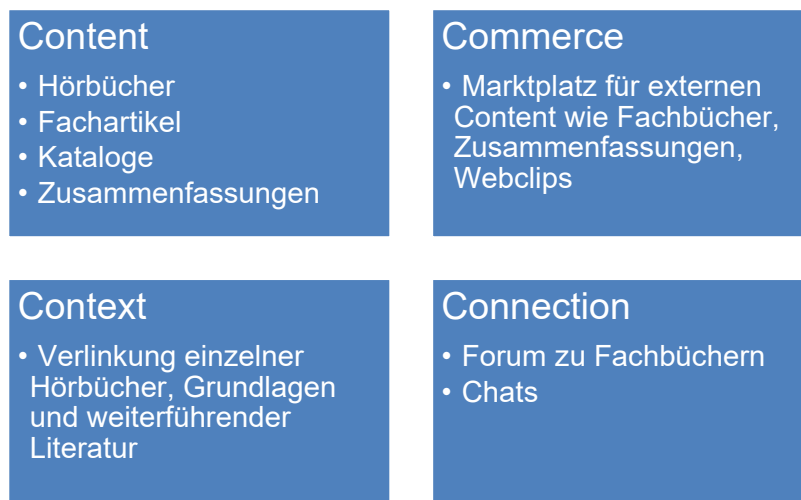 Content
• Hörbücher
• Fachartikel
• Kataloge
• Zusammenfassungen
Commerce
• Marktplatz für externen
Content wie Fachbücher,
Zusammenfassungen,
Webclips
Context
• Verlinkung einzelner
Hörbücher, Grundlagen
und weiterführender
Literatur
Connection
• Forum zu Fachbüchern
• Chats